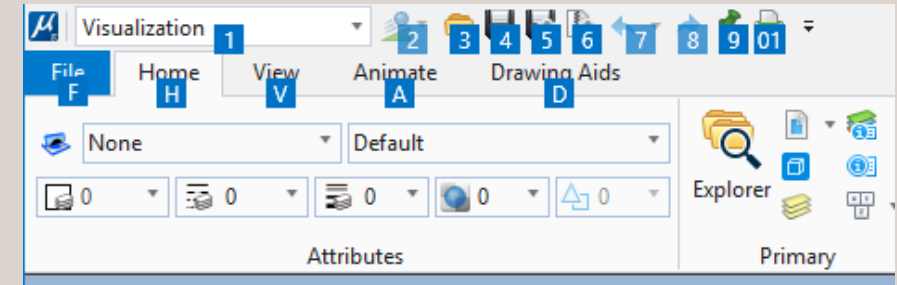 μ Visualization
1 2 3 4 5 6 7 8 9 01
File Home View Animate Drawing Aids
F H V A D
None Default
0 0 0 0 0
Explorer
Attributes Primary